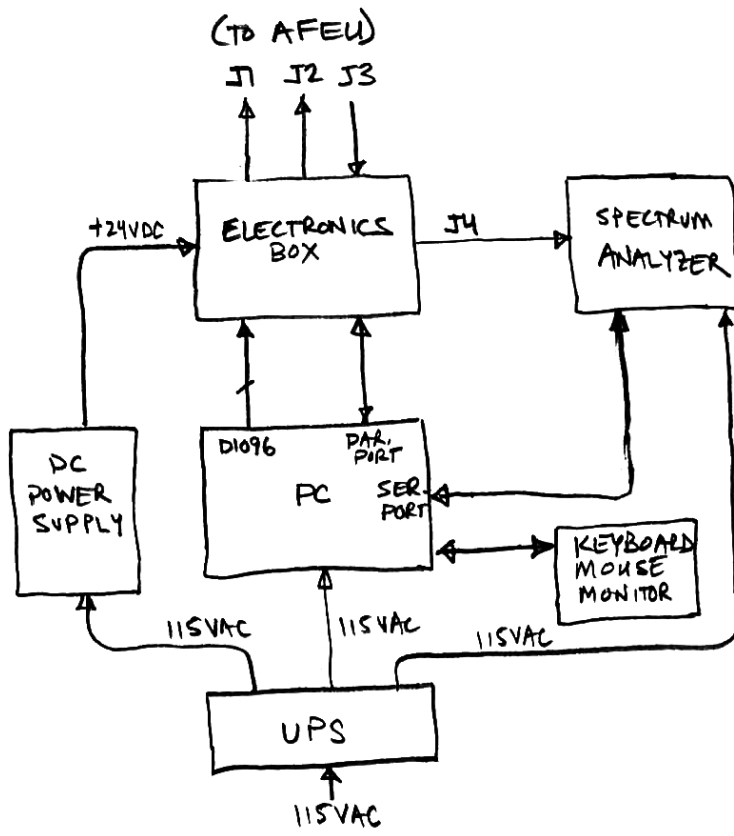 (TO AFEU)
J1 J2 J3
+24VDC
ELECTRONICS
BOX
J4
SPECTRUM
ANALYZER
DC
POWER
SUPPLY
DIO96
PAR.
PORT
PC
SER.
PORT
KEYBOARD
MOUSE
MONITOR
115VAC
115VAC
115VAC
UPS
115VAC